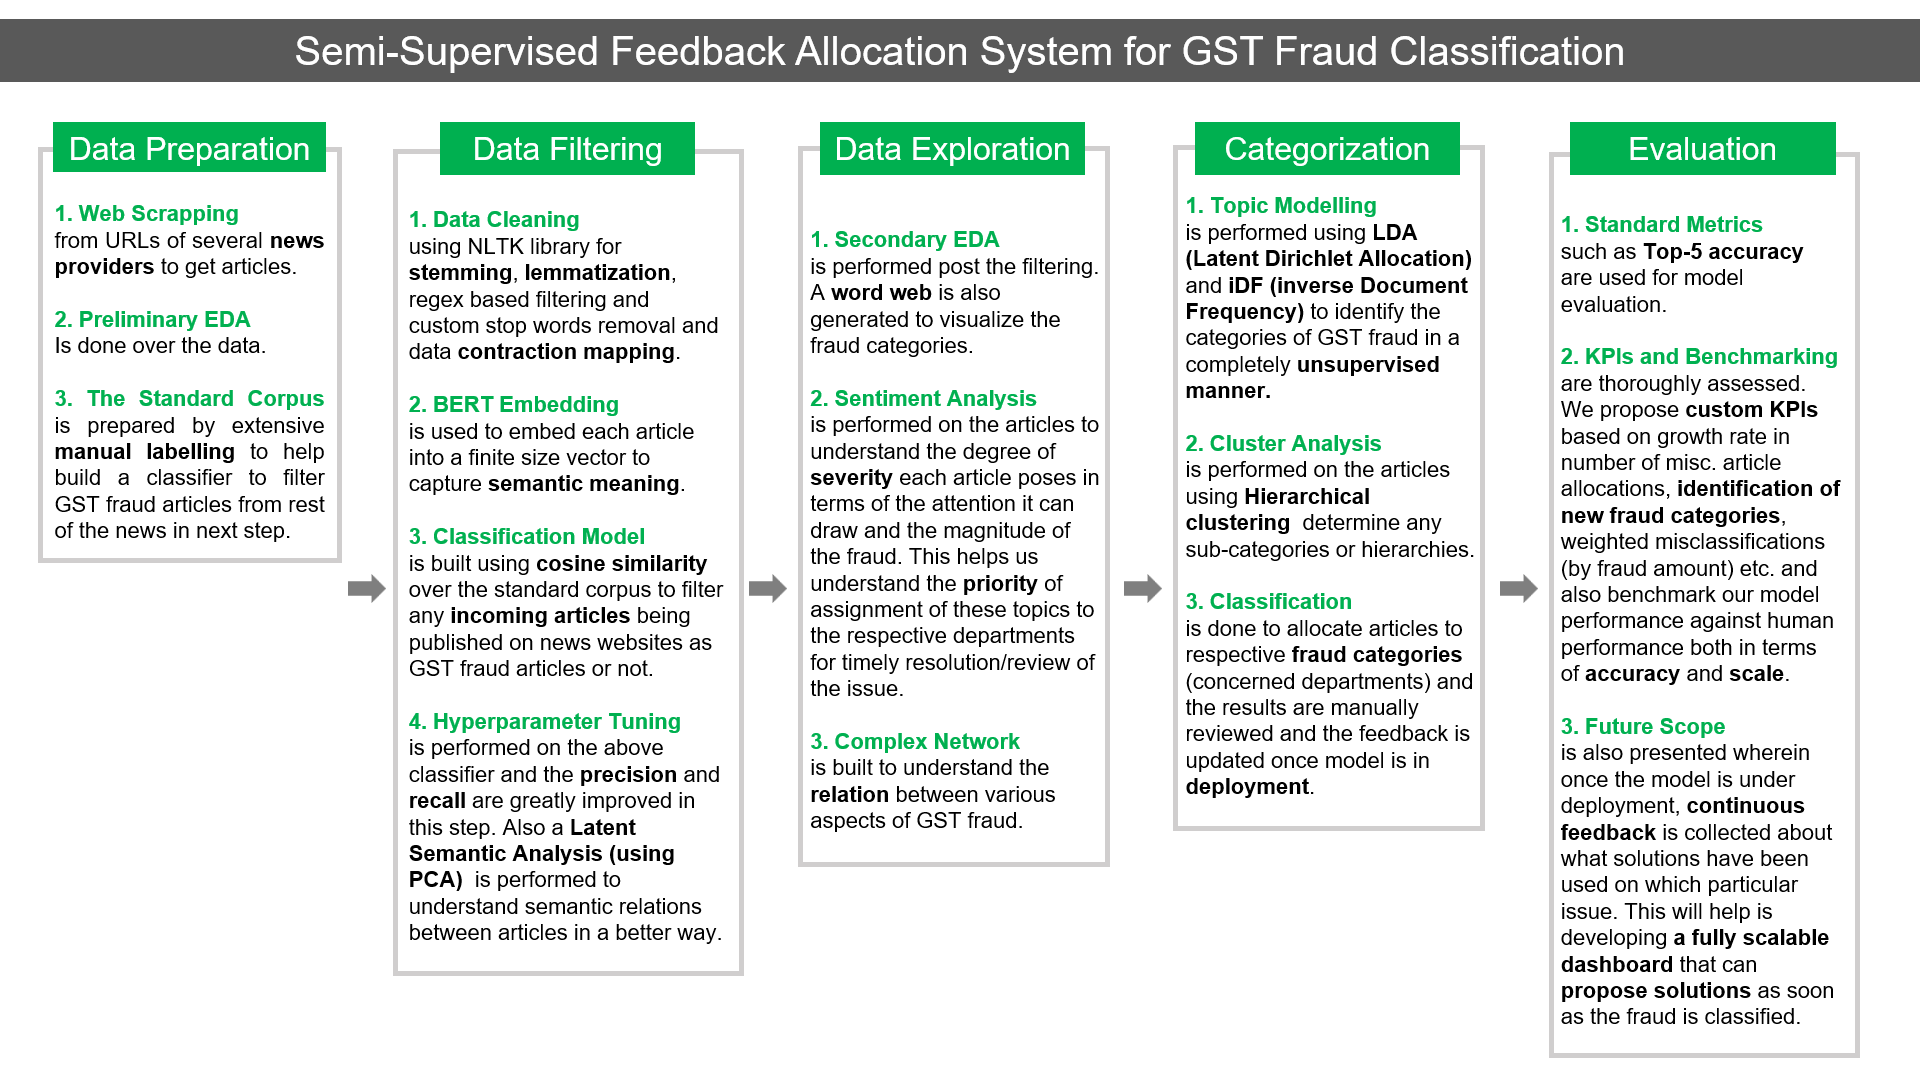 Semi-Supervised Feedback Allocation System for GST Fraud Classification
Data Preparation
1. Web Scrapping
from URLs of several news
providers to get articles.
2. Preliminary EDA
Is done over the data.
3. The Standard Corpus
is prepared by extensive
manual labelling to help
build a classifier to filter
GST fraud articles from rest
of the news in next step.
Data Filtering
1. Data Cleaning
using NLTK library for
stemming, lemmatization,
regex based filtering and
custom stop words removal and
data contraction mapping.
2. BERT Embedding
is used to embed each article
into a finite size vector to
capture semantic meaning.
3. Classification Model
is built using cosine similarity
over the standard corpus to filter
any incoming articles being
published on news websites as
GST fraud articles or not.
4. Hyperparameter Tuning
is performed on the above
classifier and the precision and
recall are greatly improved in
this step. Also a Latent
Semantic Analysis (using
PCA)  is performed to
understand semantic relations
between articles in a better way.
Data Exploration
1. Secondary EDA
is performed post the filtering.
A word web is also
generated to visualize the
fraud categories.
2. Sentiment Analysis
is performed on the articles to
understand the degree of
severity each article poses in
terms of the attention it can
draw and the magnitude of
the fraud. This helps us
understand the priority of
assignment of these topics to
the respective departments
for timely resolution/review of
the issue.
3. Complex Network
is built to understand the
relation between various
aspects of GST fraud.
Categorization
1. Topic Modelling
is performed using LDA
(Latent Dirichlet Allocation)
and iDF (inverse Document
Frequency) to identify the
categories of GST fraud in a
completely unsupervised
manner.
2. Cluster Analysis
is performed on the articles
using Hierarchical
clustering  determine any
sub-categories or hierarchies.
3. Classification
is done to allocate articles to
respective fraud categories
(concerned departments) and
the results are manually
reviewed and the feedback is
updated once model is in
deployment.
Evaluation
1. Standard Metrics
such as Top-5 accuracy
are used for model
evaluation.
2. KPIs and Benchmarking
are thoroughly assessed.
We propose custom KPIs
based on growth rate in
number of misc. article
allocations, identification of
new fraud categories,
weighted misclassifications
(by fraud amount) etc. and
also benchmark our model
performance against human
performance both in terms
of accuracy and scale.
3. Future Scope
is also presented wherein
once the model is under
deployment, continuous
feedback is collected about
what solutions have been
used on which particular
issue. This will help is
developing a fully scalable
dashboard that can
propose solutions as soon
as the fraud is classified.